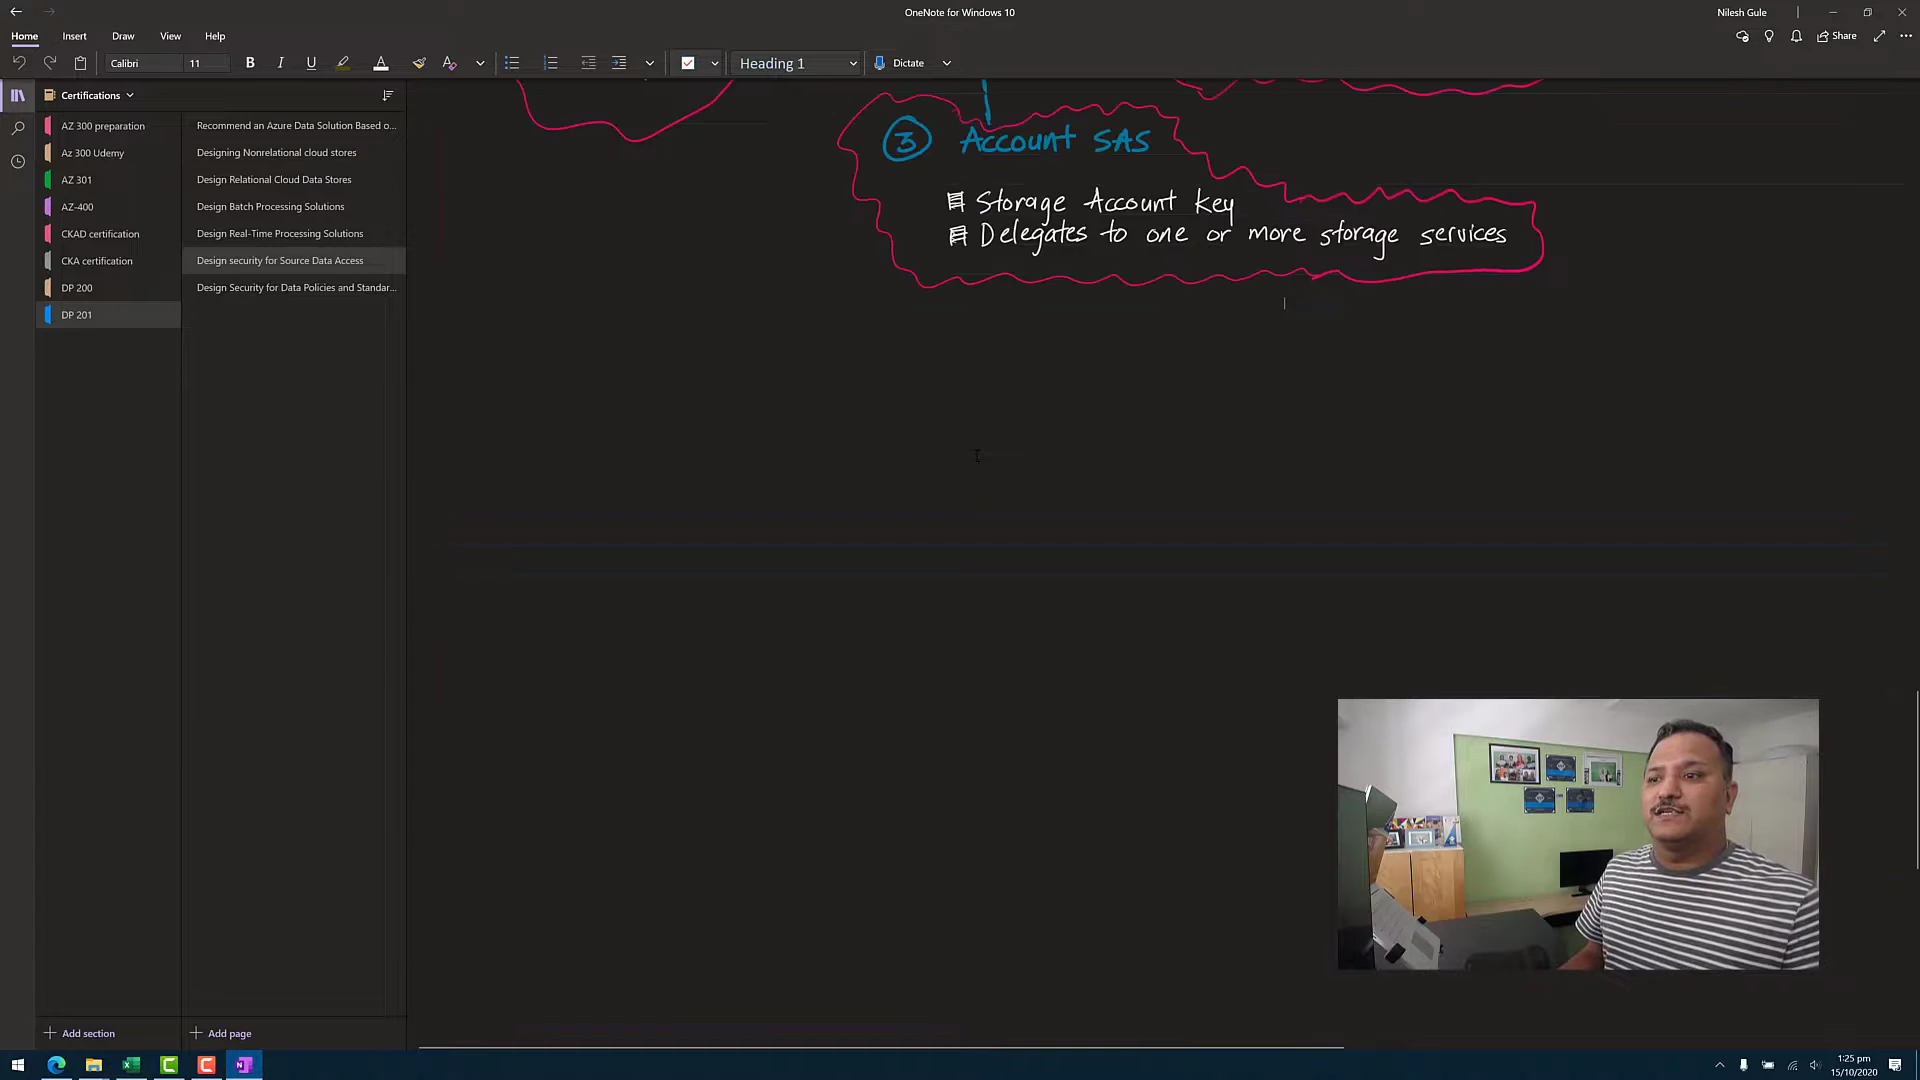 OneNote for Windows 10
Nilesh Gule
Home Insert Draw View Help
Share
Calibri 11 B I U A Heading 1 Dictate
Certifications
AZ 300 preparation
Az 300 Udemy
AZ 301
AZ-400
CKAD certification
CKA certification
DP 200
DP 201
Recommend an Azure Data Solution Based o...
Designing Nonrelational cloud stores
Design Relational Cloud Data Stores
Design Batch Processing Solutions
Design Real-Time Processing Solutions
Design security for Source Data Access
Design Security for Data Policies and Standar...
3 Account SAS
Storage Account key
Delegates to one or more storage services
Add section
Add page
1:25 pm
15/10/2020